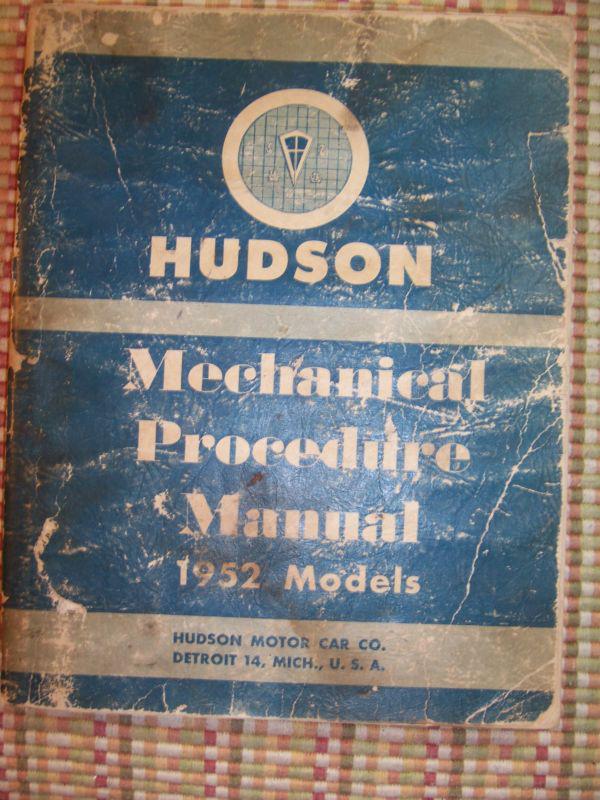 HUDSON
Mechanical
Procedure
Manual
1952 Models
HUDSON MOTOR CAR CO.
DETROIT 14, MICH., U. S. A.